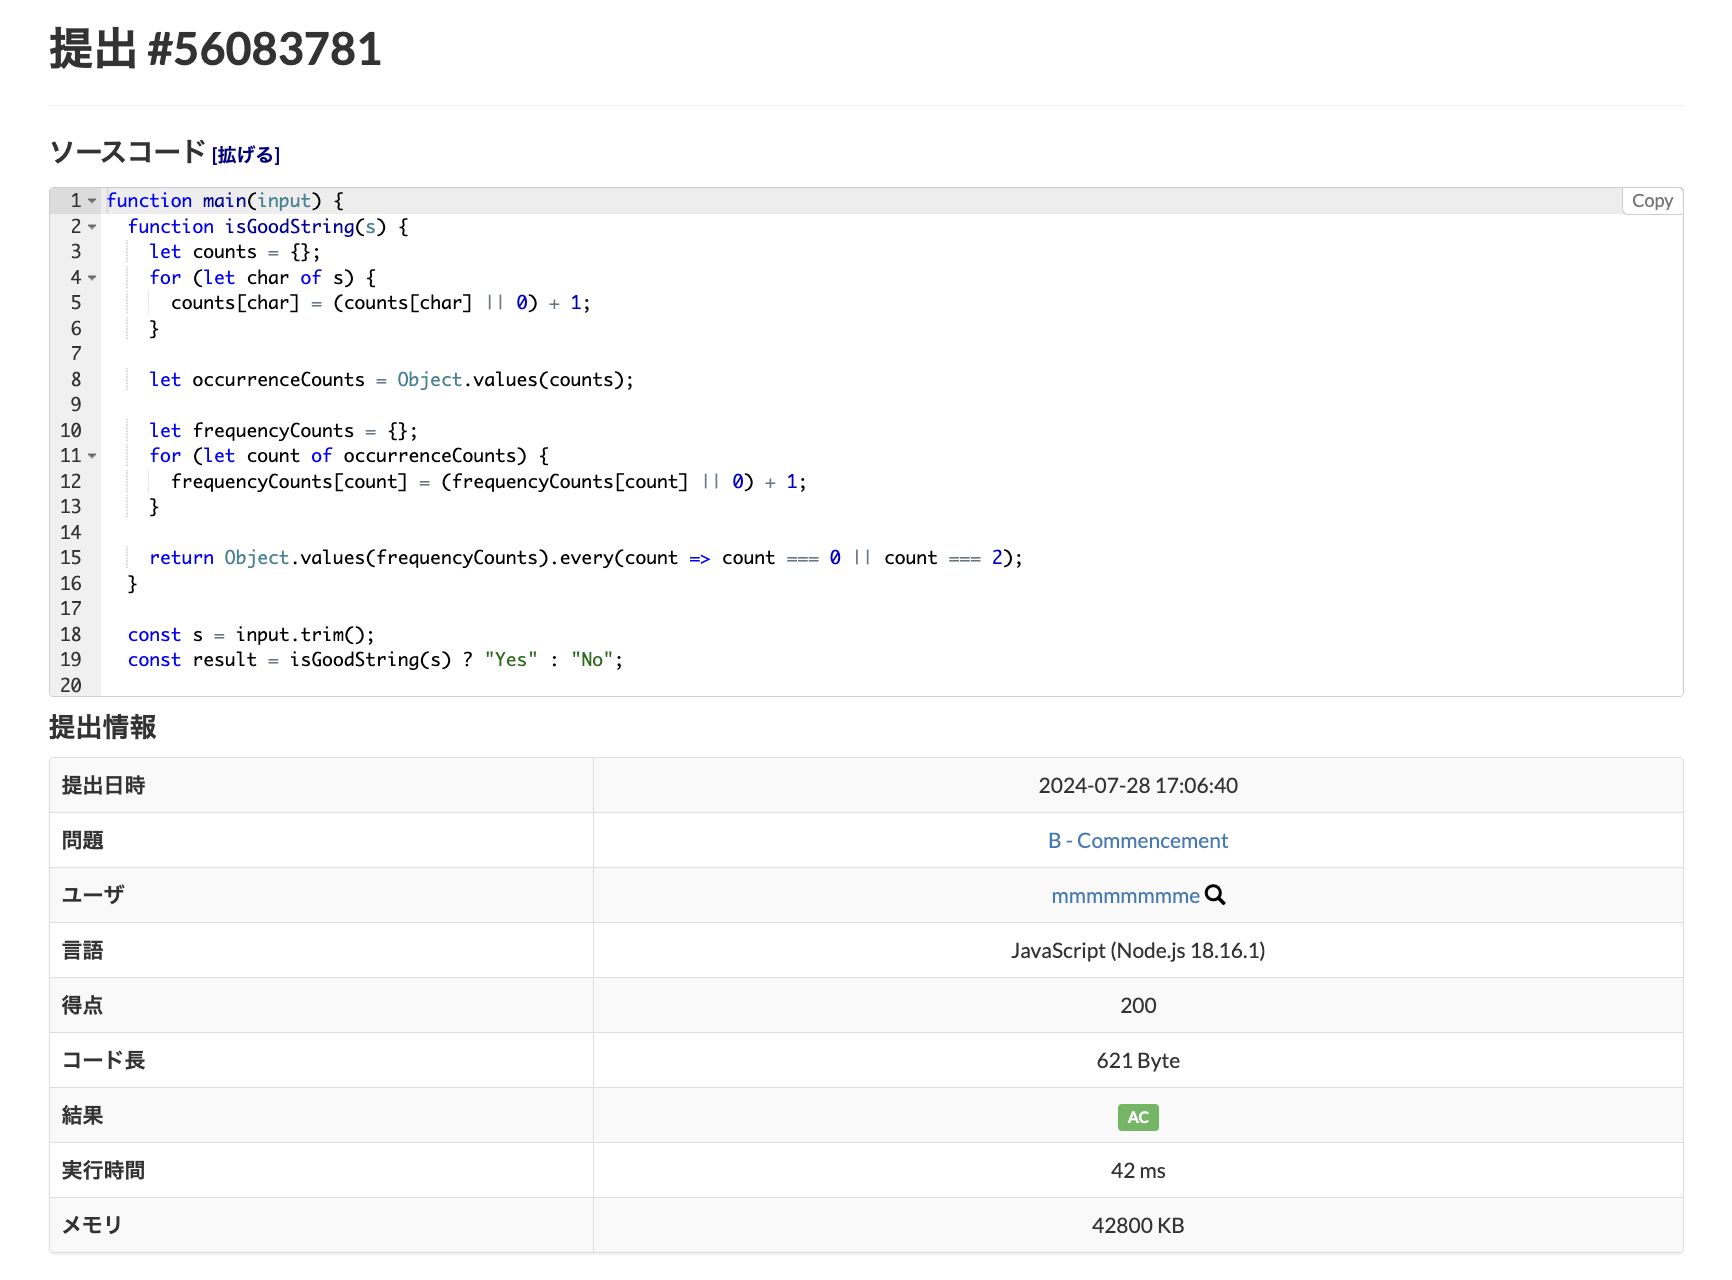 提出 #56083781
ソースコード [拡げる]
Copy
1 function main(input) {
2   function isGoodString(s) {
3     let counts = {};
4     for (let char of s) {
5       counts[char] = (counts[char] || 0) + 1;
6     }
7
8     let occurrenceCounts = Object.values(counts);
9
10     let frequencyCounts = {};
11     for (let count of occurrenceCounts) {
12       frequencyCounts[count] = (frequencyCounts[count] || 0) + 1;
13     }
14
15     return Object.values(frequencyCounts).every(count => count === 0 || count === 2);
16   }
17
18   const s = input.trim();
19   const result = isGoodString(s) ? "Yes" : "No";
20
提出情報
提出日時 2024-07-28 17:06:40
問題 B - Commencement
ユーザ mmmmmmmme
言語 JavaScript (Node.js 18.16.1)
得点 200
コード長 621 Byte
結果 AC
実行時間 42 ms
メモリ 42800 KB